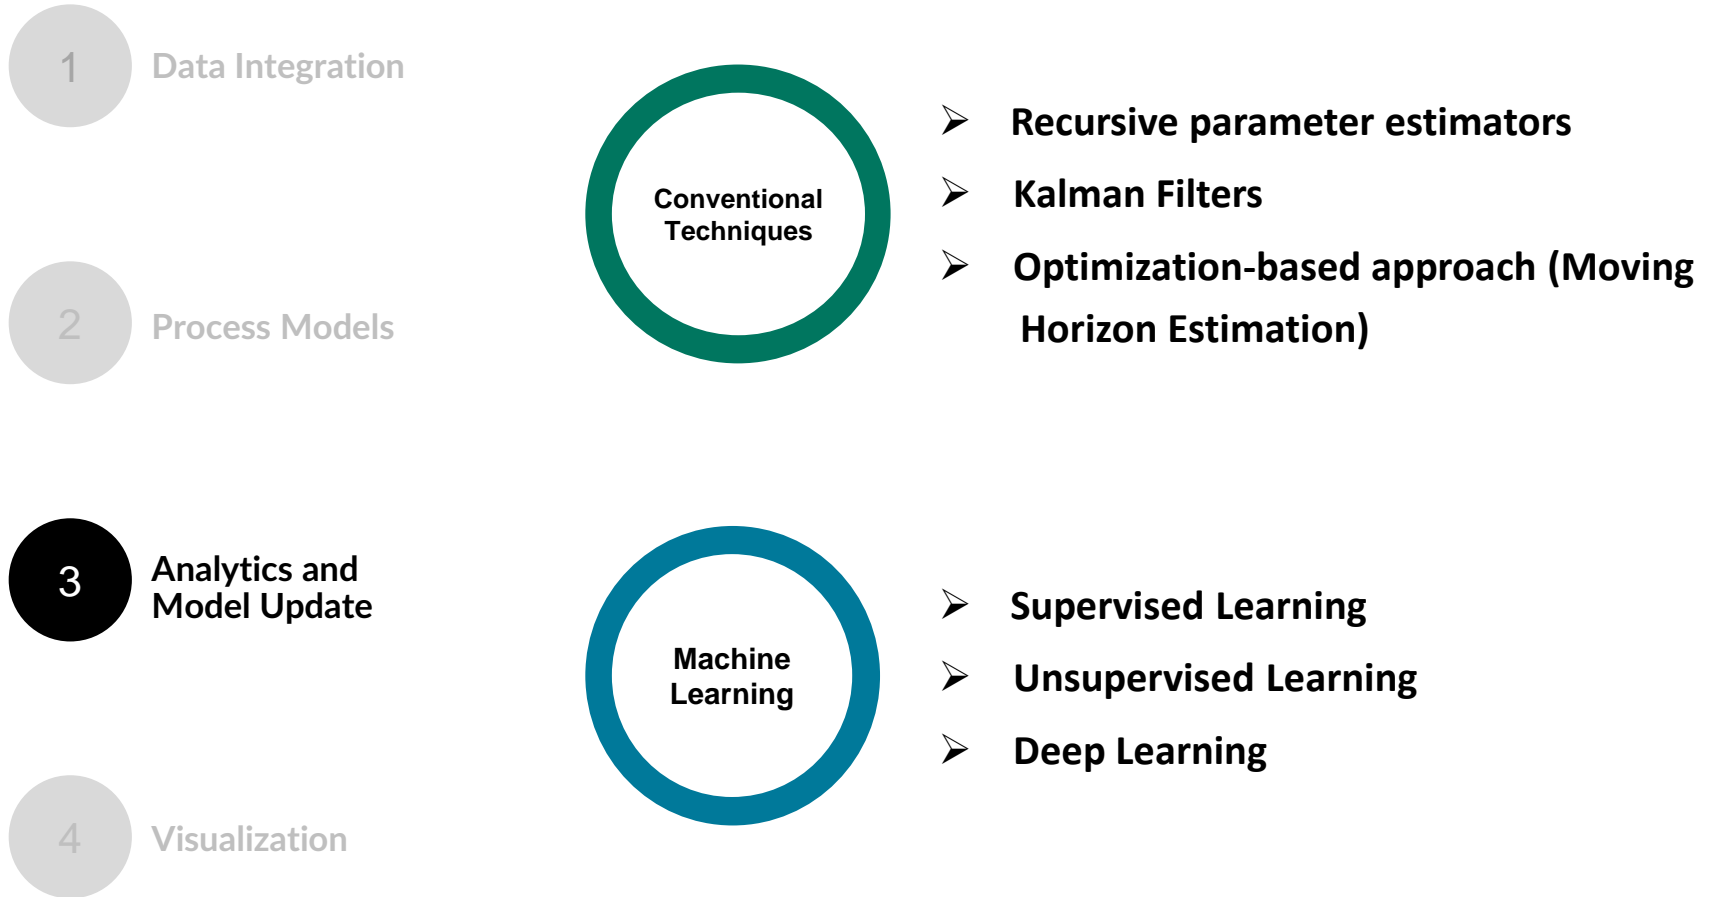 1
Data Integration
2
Process Models
3
Analytics and
Model Update
4
Visualization
Conventional
Techniques
➢ Recursive parameter estimators
➢ Kalman Filters
➢ Optimization-based approach (Moving
Horizon Estimation)
Machine
Learning
➢ Supervised Learning
➢ Unsupervised Learning
➢ Deep Learning